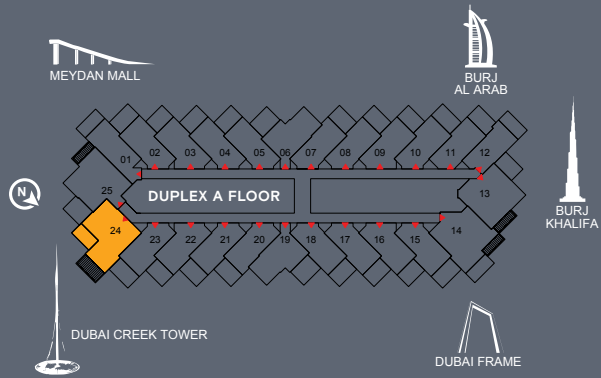 MEYDAN MALL
BURJ
AL ARAB
01 02 03 04 05 06 07 08 09 10 11 12
25
DUPLEX A FLOOR
13
N
BURJ
KHALIFA
24 23 22 21 20 19 18 17 16 15 14
DUBAI CREEK TOWER
DUBAI FRAME